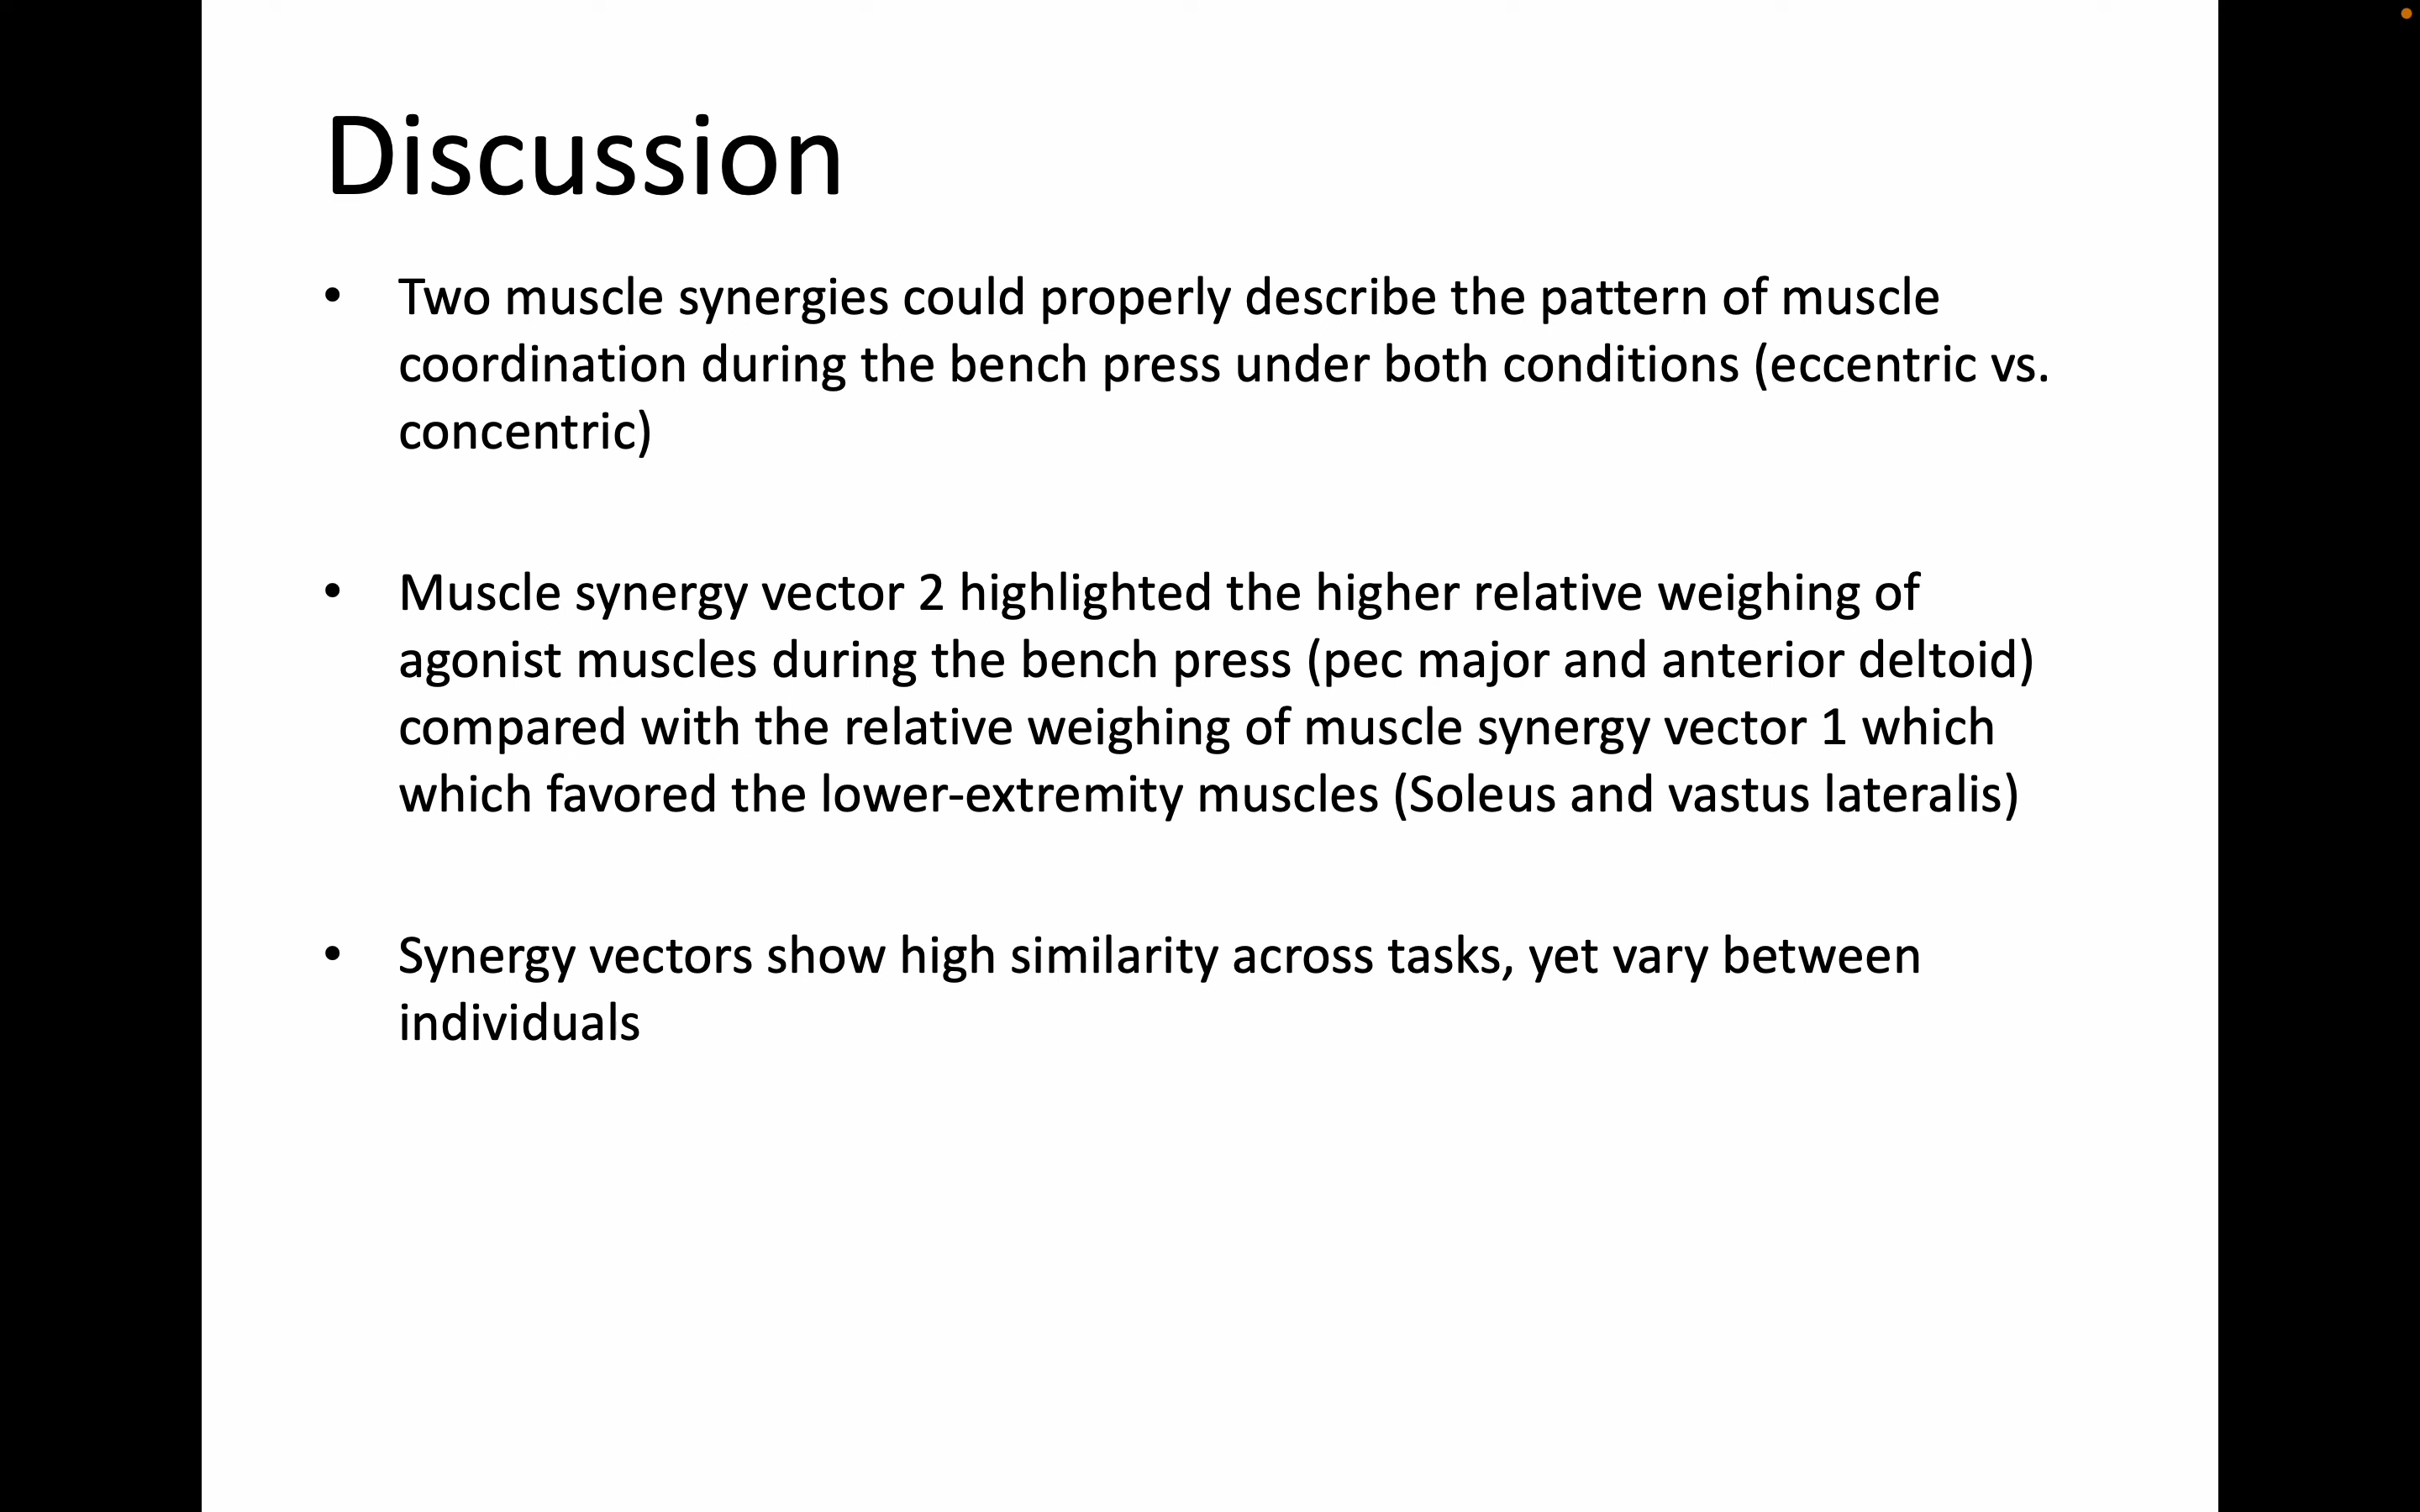 Discussion
• Two muscle synergies could properly describe the pattern of muscle
coordination during the bench press under both conditions (eccentric vs.
concentric)
• Muscle synergy vector 2 highlighted the higher relative weighing of
agonist muscles during the bench press (pec major and anterior deltoid)
compared with the relative weighing of muscle synergy vector 1 which
which favored the lower-extremity muscles (Soleus and vastus lateralis)
• Synergy vectors show high similarity across tasks, yet vary between
individuals